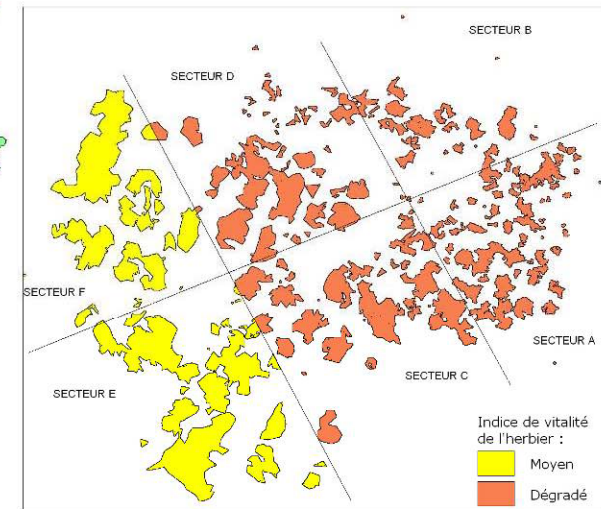 SECTEUR B
SECTEUR D
SECTEUR F
SECTEUR A
SECTEUR C
SECTEUR E
Indice de vitalité
de l'herbier :
Moyen
Dégradé